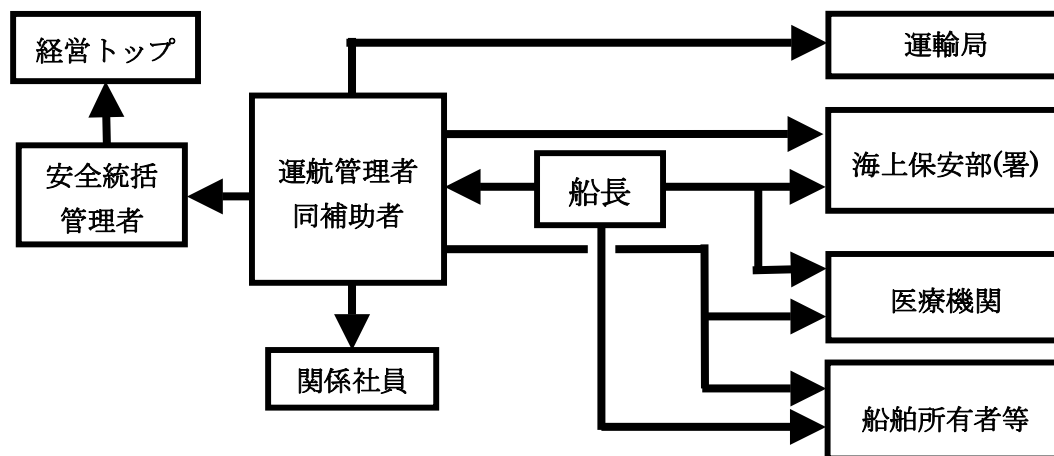 経営トップ
運輸局
安全統括
管理者
運航管理者
同補助者
船長
海上保安部(署)
医療機関
関係社員
船舶所有者等